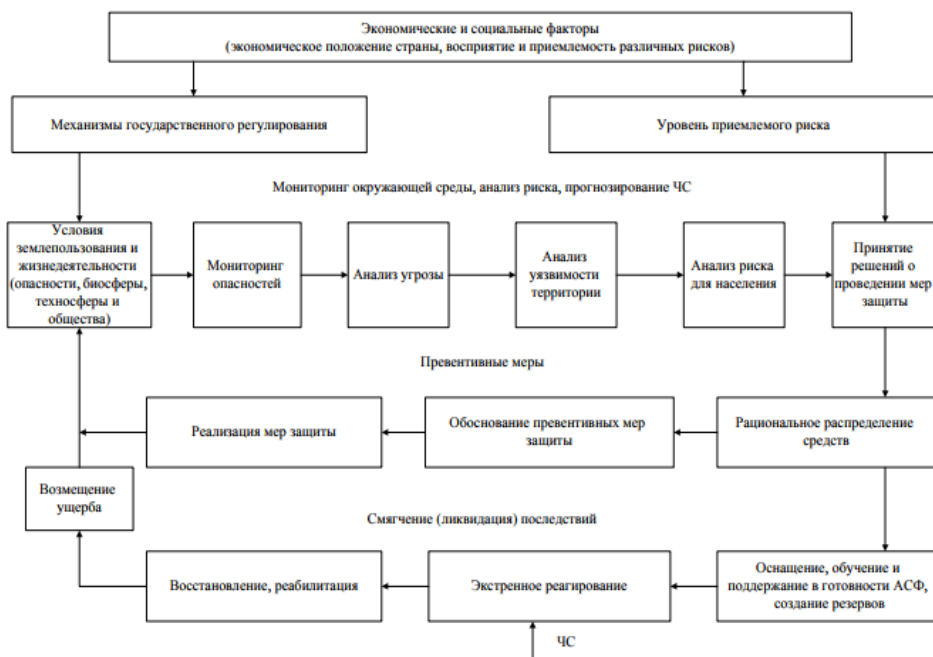 Экономические и социальные факторы
(экономическое положение страны, восприятие и приемлемость различных рисков)
Механизмы государственного регулирования
Уровень приемлемого риска
Мониторинг окружающей среды, анализ риска, прогнозирование ЧС
Условия
землепользования и
жизнедеятельности
(опасности, биосферы,
техносферы и
общества)
Мониторинг
опасностей
Анализ угрозы
Анализ
уязвимости
территории
Анализ риска
для населения
Принятие
решений о
проведении мер
защиты
Превентивные меры
Реализация мер защиты
Обоснование превентивных мер
защиты
Рациональное распределение
средств
Возмещение
ущерба
Смягчение (ликвидация) последствий
Восстановление, реабилитация
Экстренное реагирование
Оснащение, обучение и
поддержание в готовности АСФ,
создание резервов
ЧС